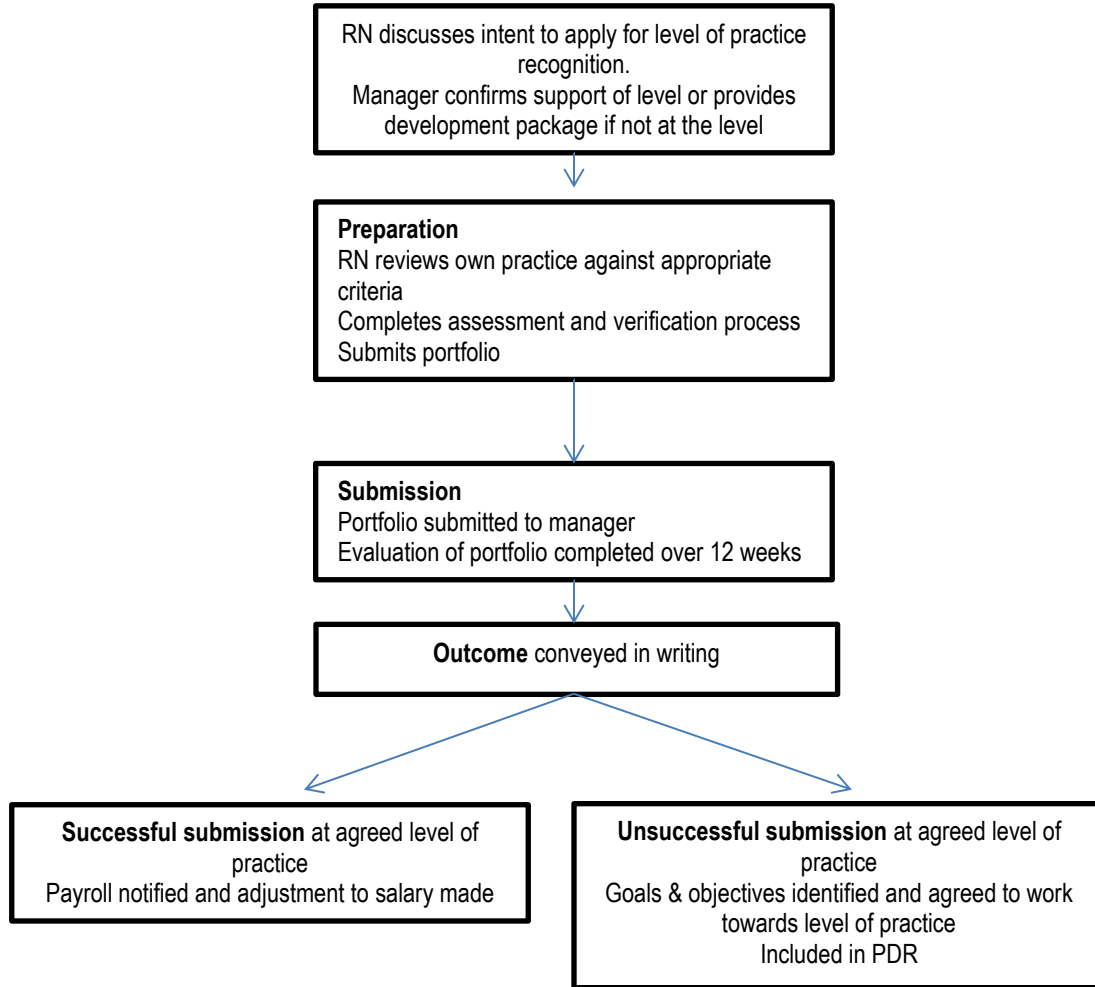 RN discusses intent to apply for level of practice
recognition.
Manager confirms support of level or provides
development package if not at the level
Preparation
RN reviews own practice against appropriate
criteria
Completes assessment and verification process
Submits portfolio
Submission
Portfolio submitted to manager
Evaluation of portfolio completed over 12 weeks
Outcome conveyed in writing
Successful submission at agreed level of
practice
Payroll notified and adjustment to salary made
Unsuccessful submission at agreed level of
practice
Goals & objectives identified and agreed to work
towards level of practice
Included in PDR